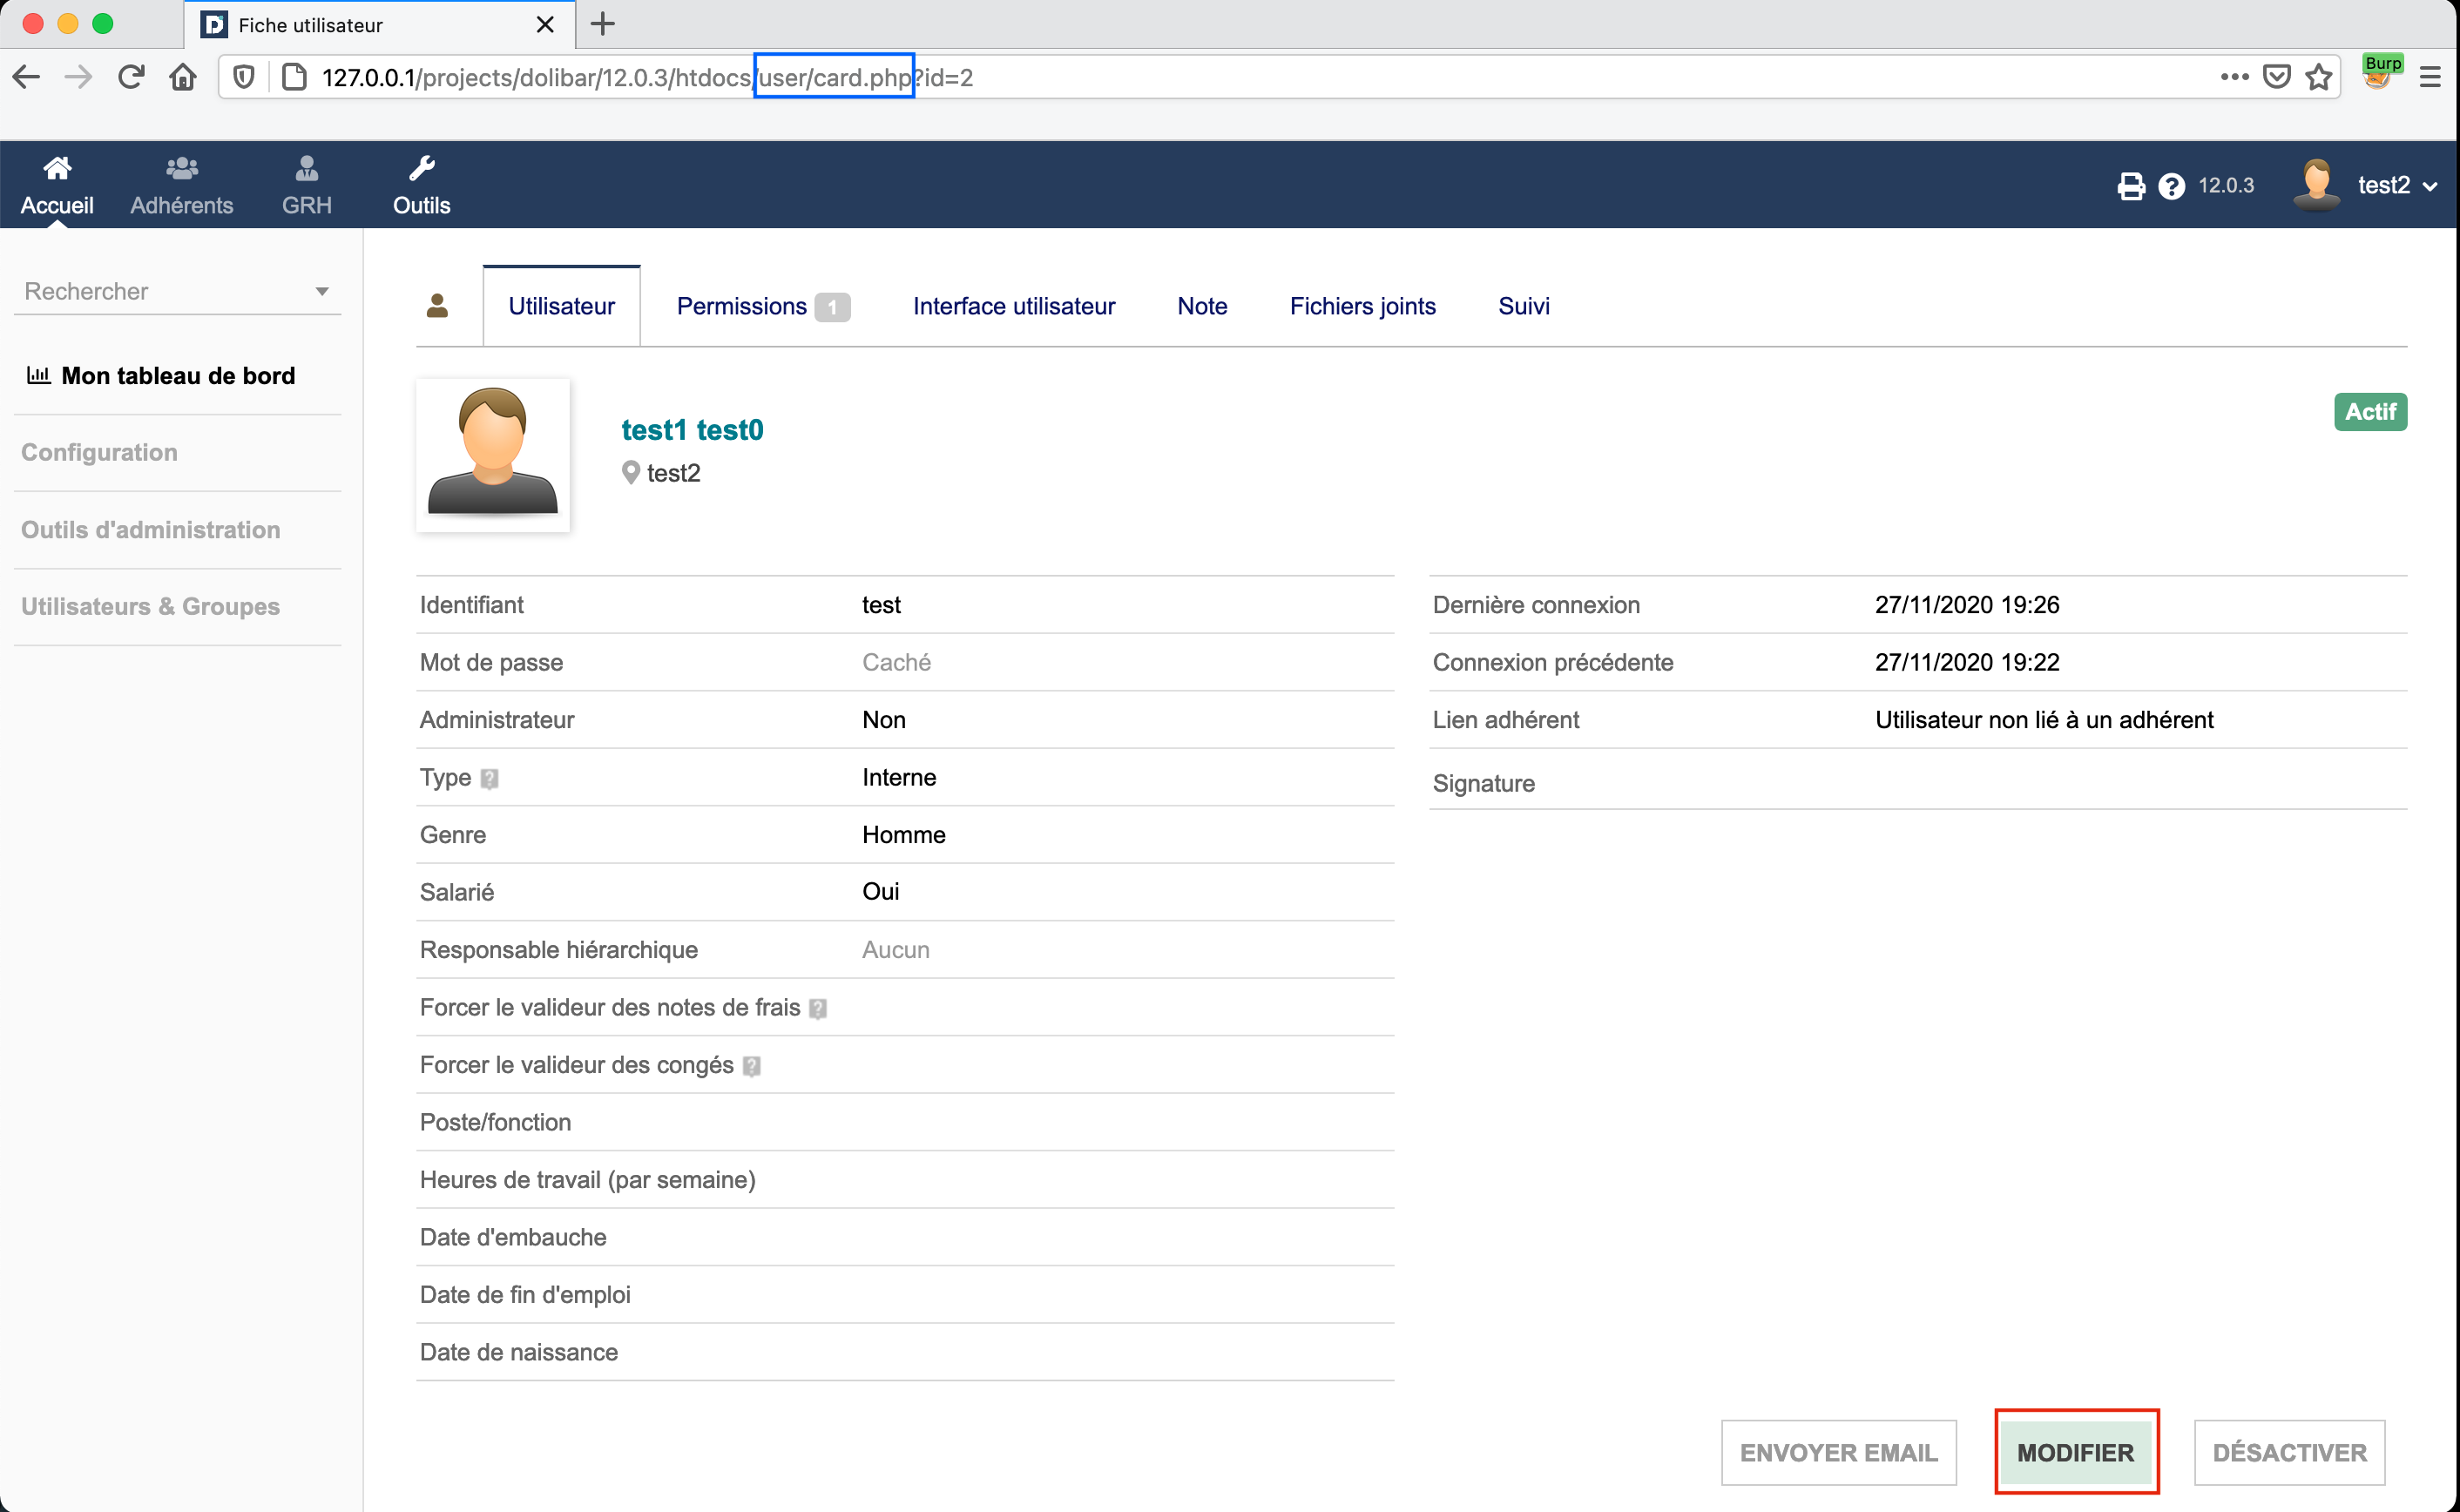 Fiche utilisateur
127.0.0.1/projects/dolibar/12.0.3/htdocs/user/card.php?id=2
Burp
Accueil
Adhérents
GRH
Outils
12.0.3
test2
Rechercher
Mon tableau de bord
Configuration
Outils d'administration
Utilisateurs & Groupes
Utilisateur
Permissions 1
Interface utilisateur
Note
Fichiers joints
Suivi
test1 test0
test2
Actif
Identifiant test
Mot de passe Caché
Administrateur Non
Type ? Interne
Genre Homme
Salarié Oui
Responsable hiérarchique Aucun
Forcer le valideur des notes de frais ?
Forcer le valideur des congés ?
Poste/fonction
Heures de travail (par semaine)
Date d'embauche
Date de fin d'emploi
Date de naissance
Dernière connexion 27/11/2020 19:26
Connexion précédente 27/11/2020 19:22
Lien adhérent Utilisateur non lié à un adhérent
Signature
ENVOYER EMAIL
MODIFIER
DÉSACTIVER